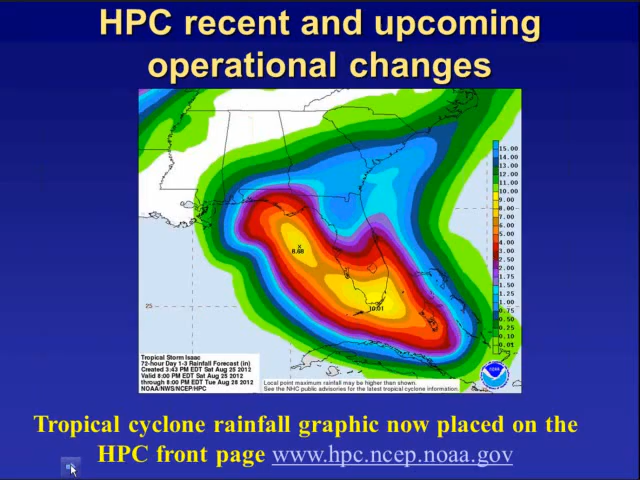 HPC recent and upcoming
operational changes
15.00
14.00
13.00
12.00
11.00
10.00
9.00
8.00
7.00
6.00
5.00
4.00
3.00
2.50
2.00
1.75
1.50
1.25
1.00
0.75
0.50
0.25
0.10
0.01
8.68
10.01
25
Tropical Storm Isaac
72-hour Day 1-3 Rainfall Forecast (in)
Created 3:43 PM EDT Sat Aug 25 2012
Valid 8:00 PM EDT Sat Aug 25 2012
through 8:00 PM EDT Tue Aug 28 2012
NOAA/NWS/NCEP/HPC
Local point maximum rainfall may be higher than shown.
See the NHC public advisories for the latest tropical cyclone information.
Tropical cyclone rainfall graphic now placed on the
HPC front page www.hpc.ncep.noaa.gov